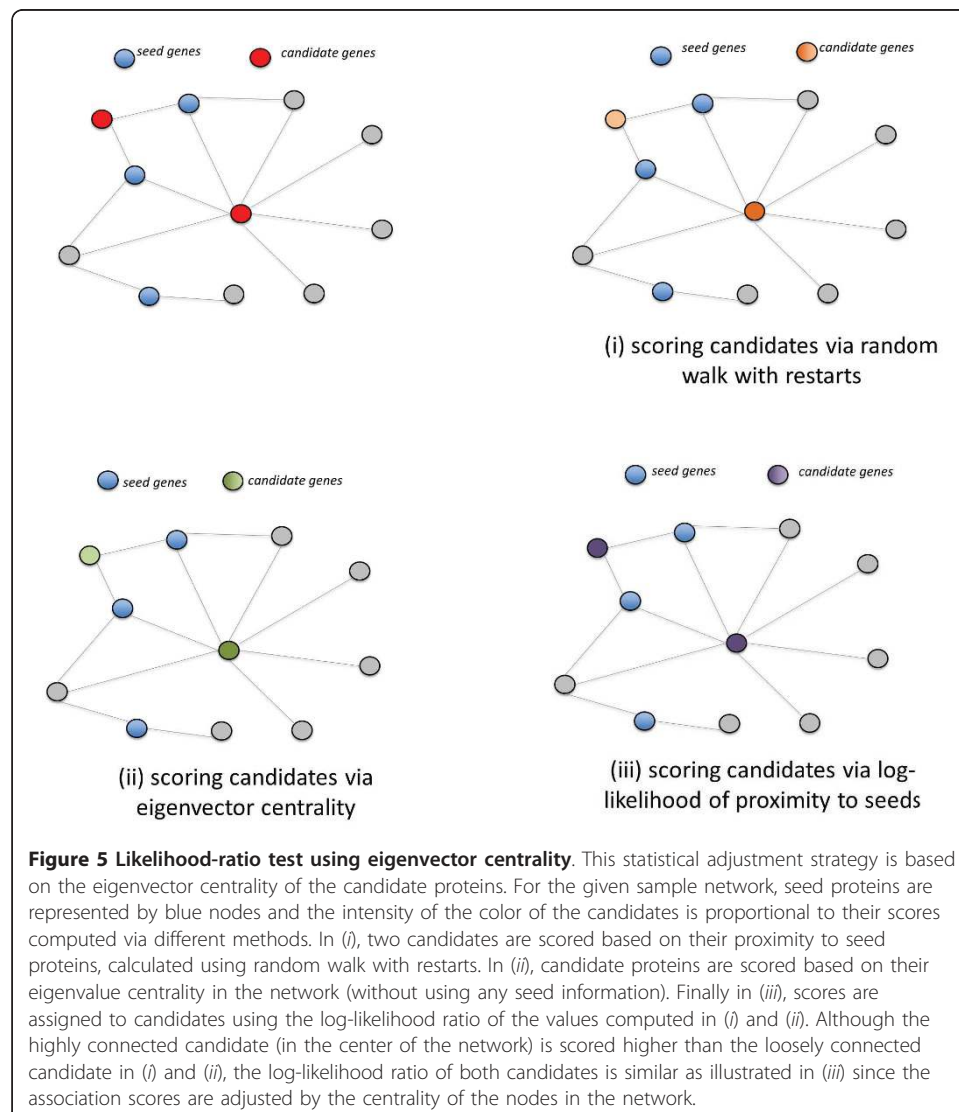 seed genes candidate genes
seed genes candidate genes
(i) scoring candidates via random
walk with restarts
seed genes candidate genes
seed genes candidate genes
(ii) scoring candidates via
eigenvector centrality
(iii) scoring candidates via log-
likelihood of proximity to seeds
Figure 5 Likelihood-ratio test using eigenvector centrality. This statistical adjustment strategy is based
on the eigenvector centrality of the candidate proteins. For the given sample network, seed proteins are
represented by blue nodes and the intensity of the color of the candidates is proportional to their scores
computed via different methods. In (i), two candidates are scored based on their proximity to seed
proteins, calculated using random walk with restarts. In (ii), candidate proteins are scored based on their
eigenvalue centrality in the network (without using any seed information). Finally in (iii), scores are
assigned to candidates using the log-likelihood ratio of the values computed in (i) and (ii). Although the
highly connected candidate (in the center of the network) is scored higher than the loosely connected
candidate in (i) and (ii), the log-likelihood ratio of both candidates is similar as illustrated in (iii) since the
association scores are adjusted by the centrality of the nodes in the network.